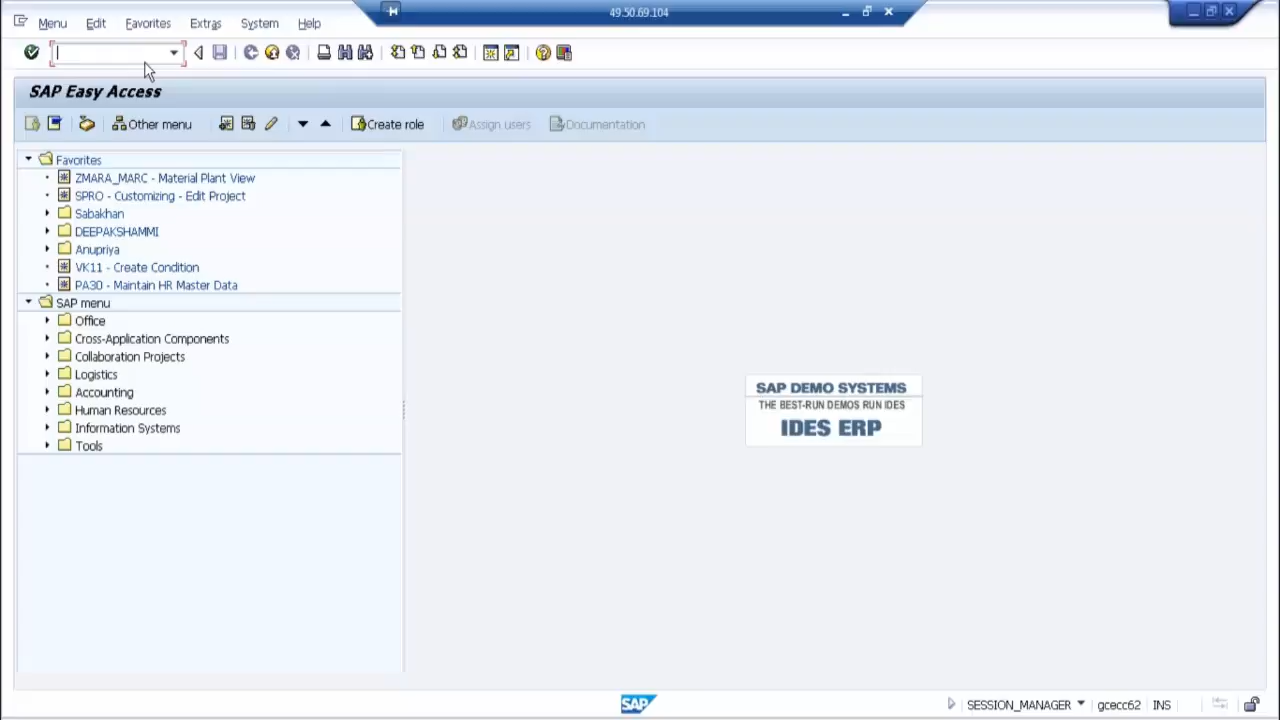 49.50.69.104
Menu Edit Favorites Extras System Help
SAP Easy Access
Other menu Create role Assign users Documentation
Favorites
ZMARA_MARC - Material Plant View
SPRO - Customizing - Edit Project
Sabakhan
DEEPAKSHAMMI
Anupriya
VK11 - Create Condition
PA30 - Maintain HR Master Data
SAP menu
Office
Cross-Application Components
Collaboration Projects
Logistics
Accounting
Human Resources
Information Systems
Tools
SAP DEMO SYSTEMS
THE BEST-RUN DEMOS RUN IDES
IDES ERP
SAP SESSION_MANAGER gcecc62 INS